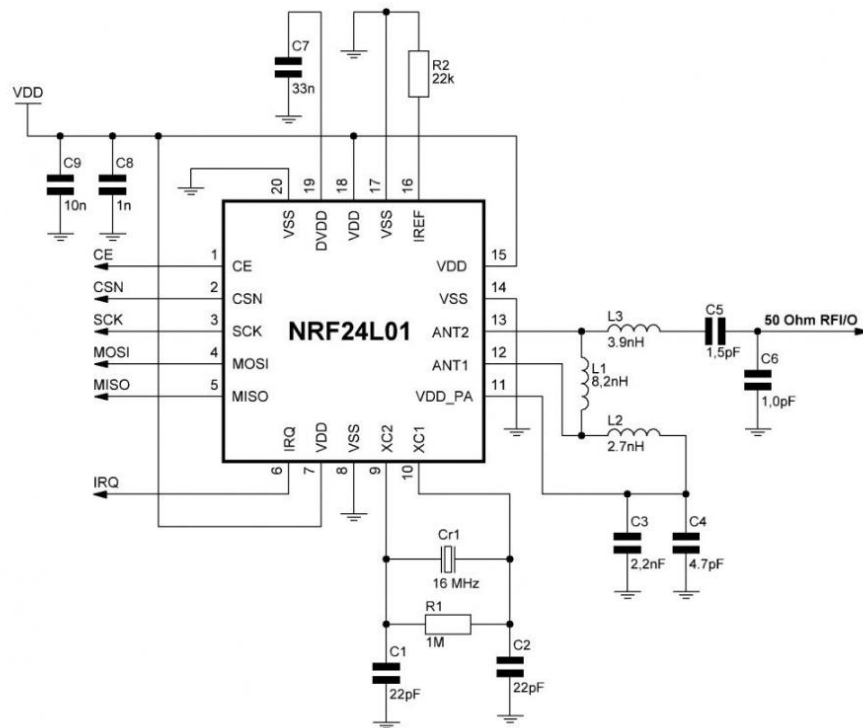 C7
33n
R2
22k
VDD
C9
10n
C8
1n
20
19
18
17
16
VSS
DVDD
VDD
VSS
IREF
CE
1
CE
CSN
2
CSN
SCK
3
SCK
MOSI
4
MOSI
MISO
5
MISO
NRF24L01
VDD
15
VSS
14
ANT2
13
ANT1
12
VDD_PA
11
L3
3.9nH
C5
1,5pF
50 Ohm RFI/O
C6
1,0pF
L1
8,2nH
L2
2.7nH
IRQ
VDD
VSS
XC2
XC1
6
7
8
9
10
IRQ
C3
2,2nF
C4
4.7pF
Cr1
16 MHz
R1
1M
C1
22pF
C2
22pF